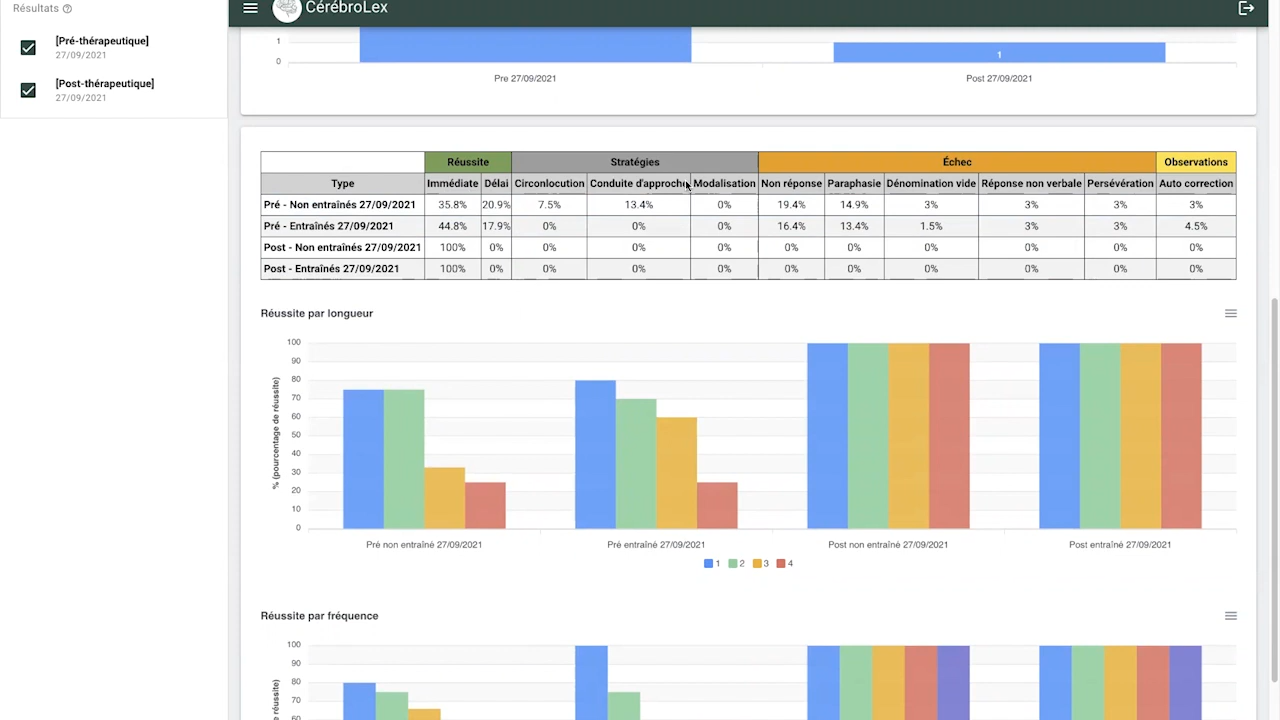 Résultats
[Pré-thérapeutique]
27/09/2021
[Post-thérapeutique]
27/09/2021
CérébroLex
1
0
1
Pre 27/09/2021 Post 27/09/2021
Réussite Stratégies Échec Observations
Type Immédiate Délai Circonlocution Conduite d'approche Modalisation Non réponse Paraphasie Dénomination vide Réponse non verbale Persévération Auto correction
Pré - Non entraînés 27/09/2021 35.8% 20.9% 7.5% 13.4% 0% 19.4% 14.9% 3% 3% 3% 3%
Pré - Entraînés 27/09/2021 44.8% 17.9% 0% 0% 0% 16.4% 13.4% 1.5% 3% 3% 4.5%
Post - Non entraînés 27/09/2021 100% 0% 0% 0% 0% 0% 0% 0% 0% 0% 0%
Post - Entraînés 27/09/2021 100% 0% 0% 0% 0% 0% 0% 0% 0% 0% 0%
Réussite par longueur
% (pourcentage de réussite)
100
90
80
70
60
50
40
30
20
10
0
Pré non entraîné 27/09/2021 Pré entraîné 27/09/2021 Post non entraîné 27/09/2021 Post entraîné 27/09/2021
1 2 3 4
Réussite par fréquence
100
90
80
70
60
e réussite)